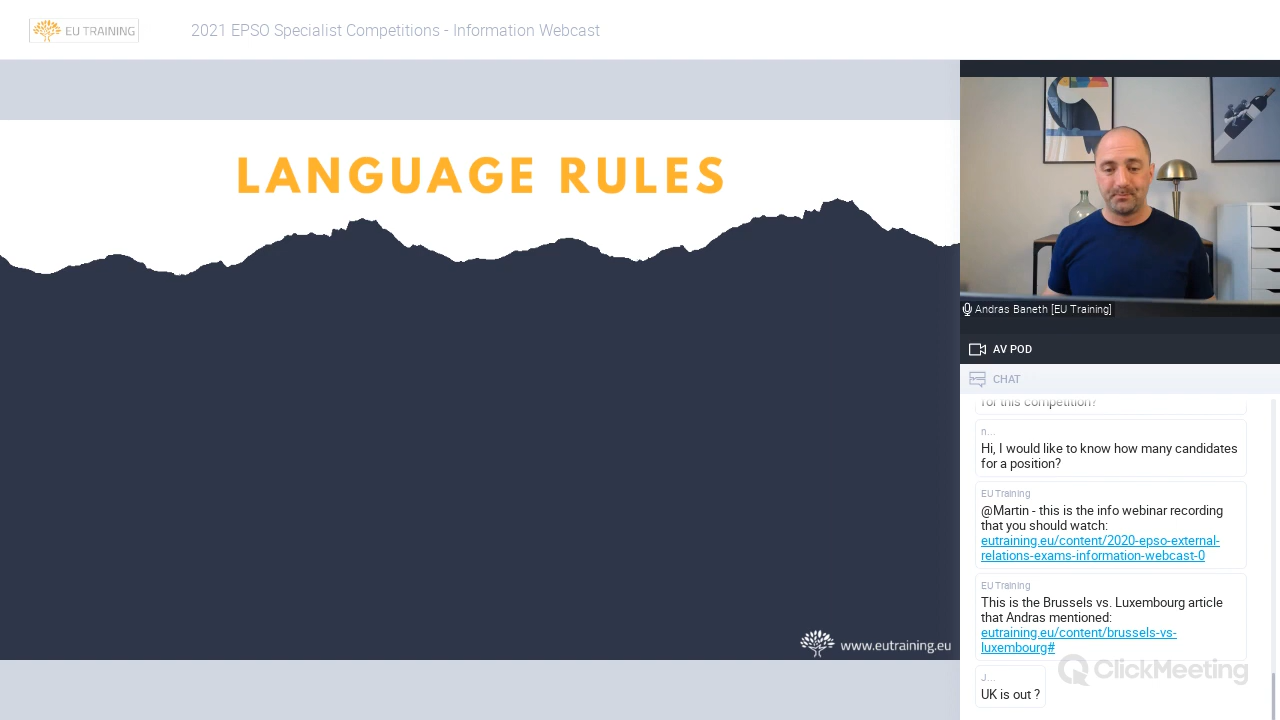 EU TRAINING
2021 EPSO Specialist Competitions - Information Webcast
LANGUAGE RULES
www.eutraining.eu
Andras Baneth [EU Training]
AV POD
CHAT
for this competition?
n...
Hi, I would like to know how many candidates
for a position?
EU Training
@Martin - this is the info webinar recording
that you should watch:
eutraining.eu/content/2020-epso-external-
relations-exams-information-webcast-0
EU Training
This is the Brussels vs. Luxembourg article
that Andras mentioned:
eutraining.eu/content/brussels-vs-
luxembourg#
ClickMeeting
J...
UK is out ?